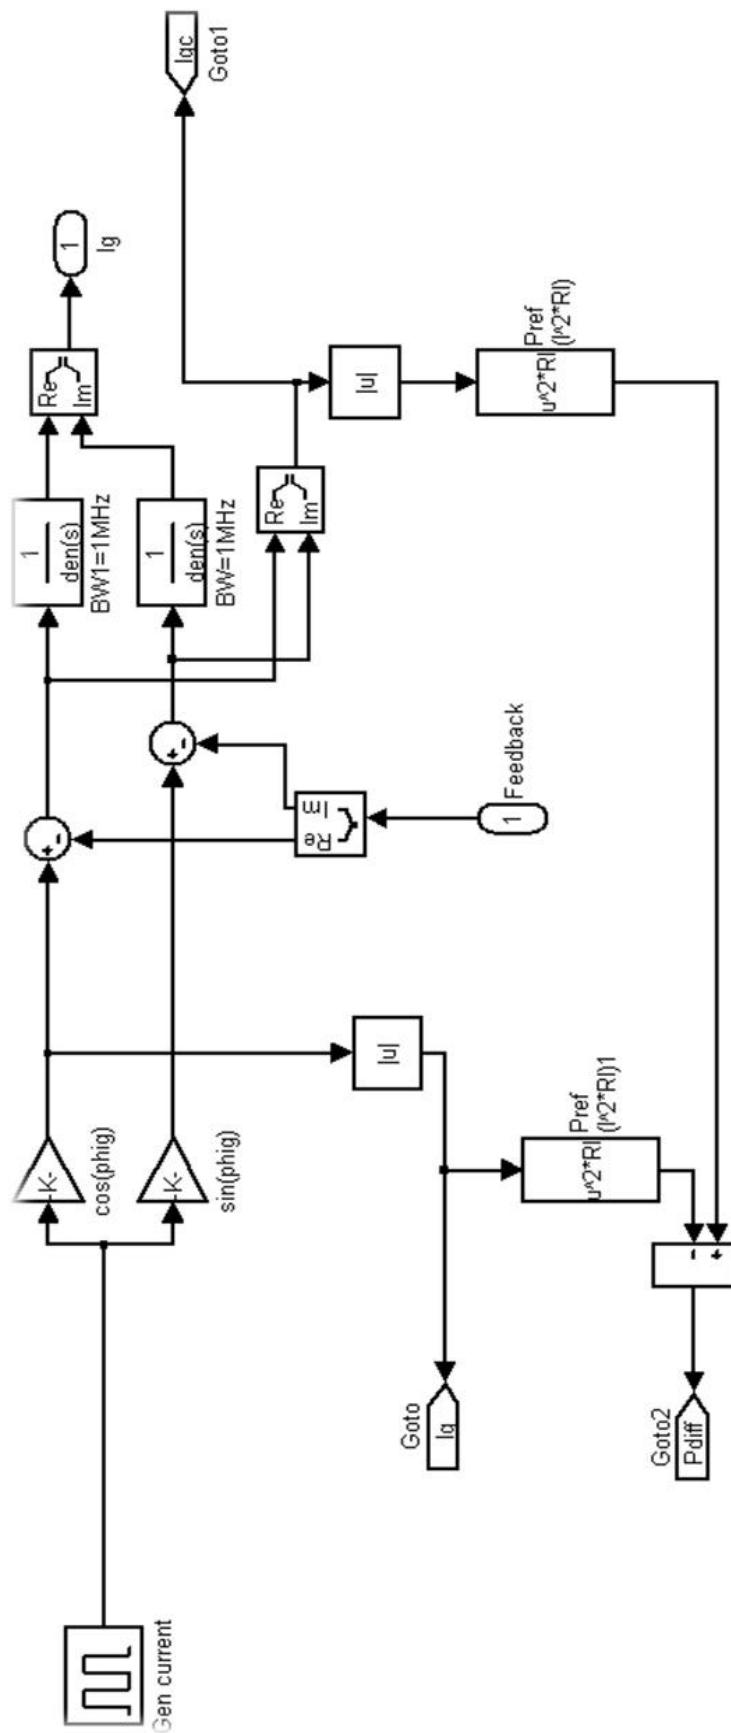 Gen current
-K-
cos(phig)
-K-
sin(phig)
+
-
+
-
1
den(s)
BW1=1MHz
1
den(s)
BW=1MHz
Re
Im
1
Ig
Re
Im
Iqc
Goto1
Re
Im
1
Feedback
|u|
|u|
Goto
Iq
u^2*Rl
Pref
(I^2*Rl)1
u^2*Rl
Pref
(I^2*Rl)
-
+
Goto2
Pdiff